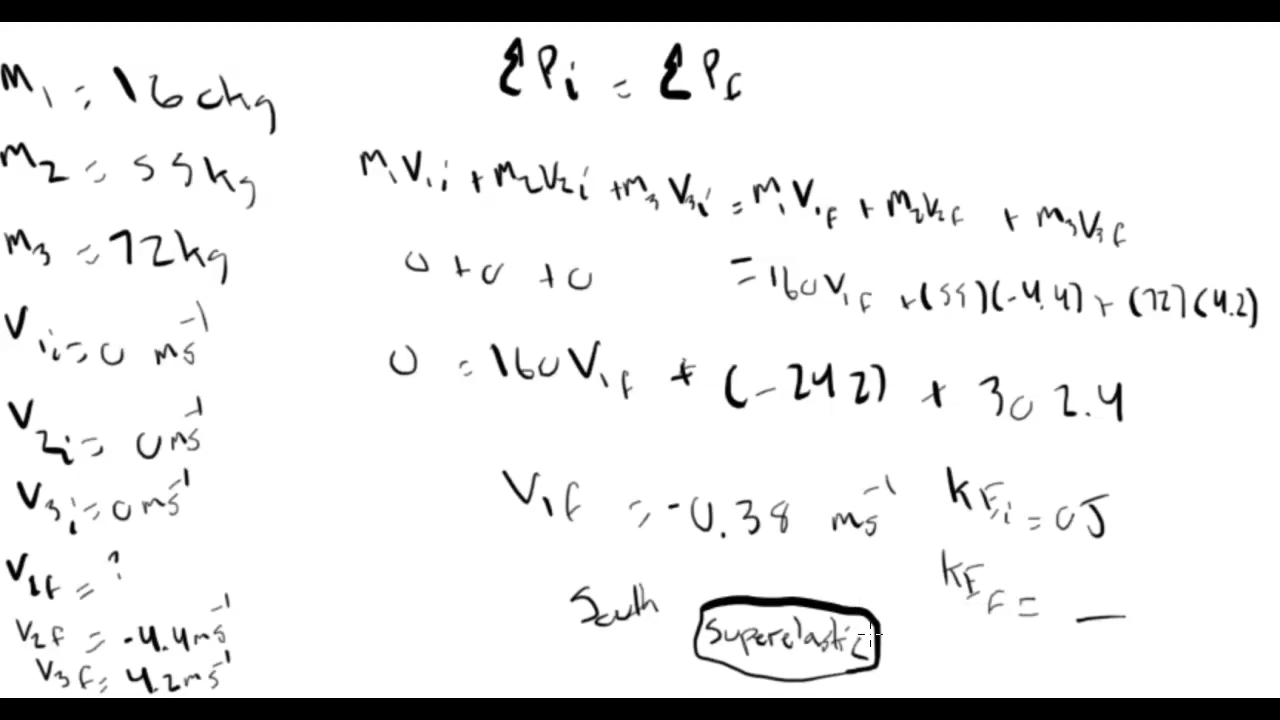 m₁ = 160kg
m₂ = 55kg
m₃ = 72kg
V₁ᵢ = 0 ms⁻¹
V₂ᵢ = 0ms⁻¹
V₃ᵢ = 0ms⁻¹
V₁f = ?
V₂f = -4.4ms⁻¹
V₃f = 4.2ms⁻¹
ΣPᵢ = ΣPf
m₁V₁ᵢ + m₂V₂ᵢ + m₃V₃ᵢ = m₁V₁f + m₂V₂f + m₃V₃f
0 + 0 + 0 = 160V₁f + (55)(-4.4) + (72)(4.2)
0 = 160V₁f + (-242) + 302.4
V₁f = -0.38 ms⁻¹
South
superelastic
KEᵢ = 0J
KEf = __